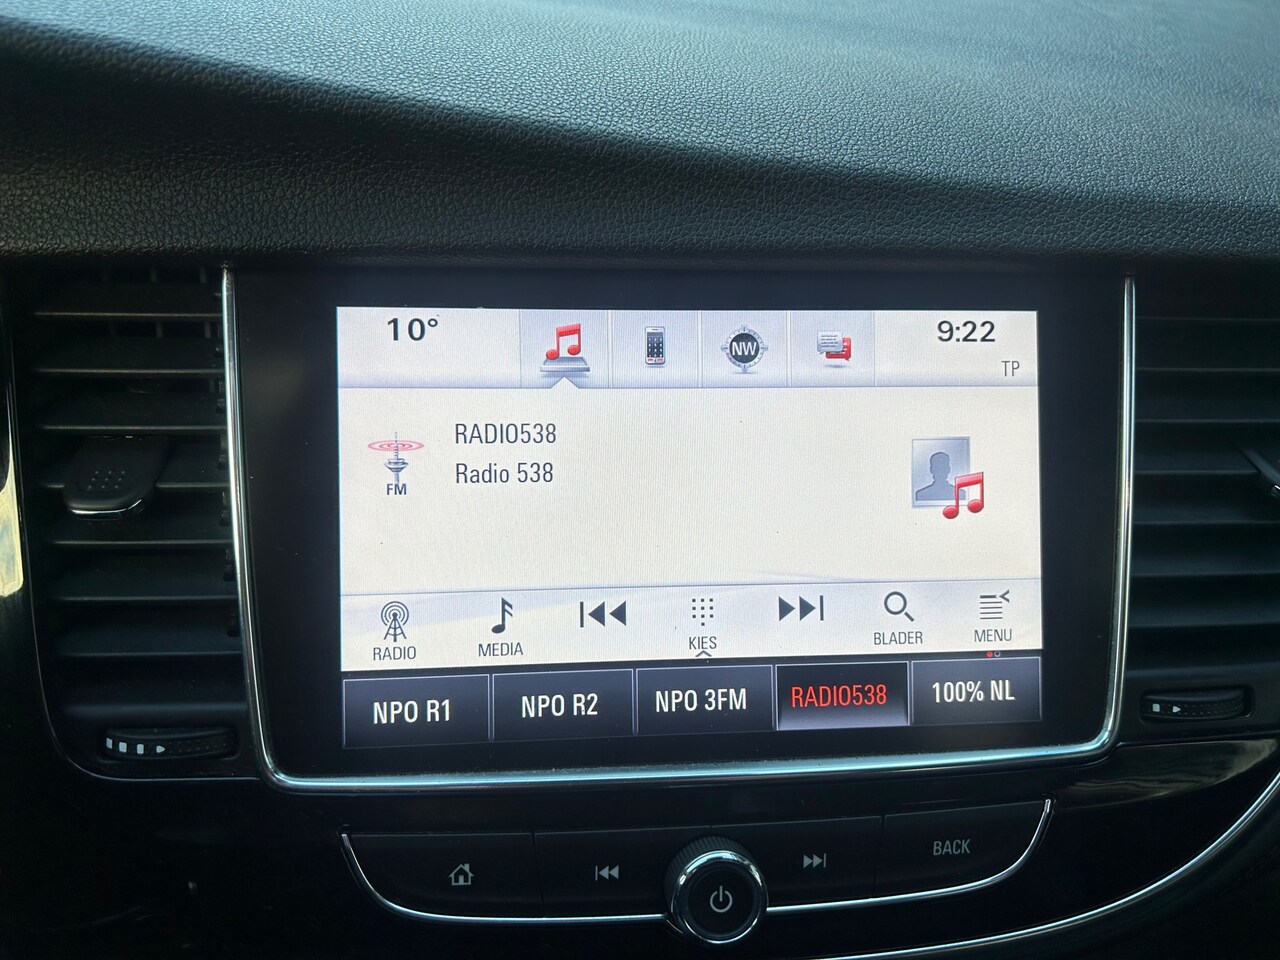 10°
NW
9:22
TP
RADIO538
Radio 538
FM
RADIO
MEDIA
KIES
BLADER
MENU
NPO R1
NPO R2
NPO 3FM
RADIO538
100% NL
BACK